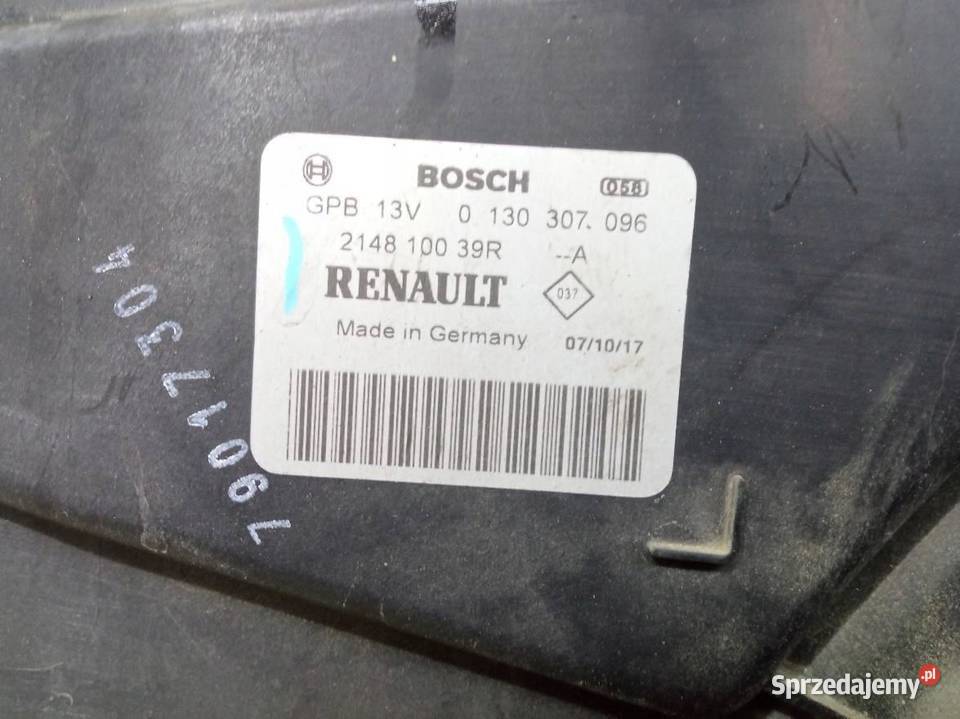 BOSCH 058
GPB 13V 0 130 307. 096
2148 100 39R --A
RENAULT 037
Made in Germany 07/10/17
Sprzedajemy.pl